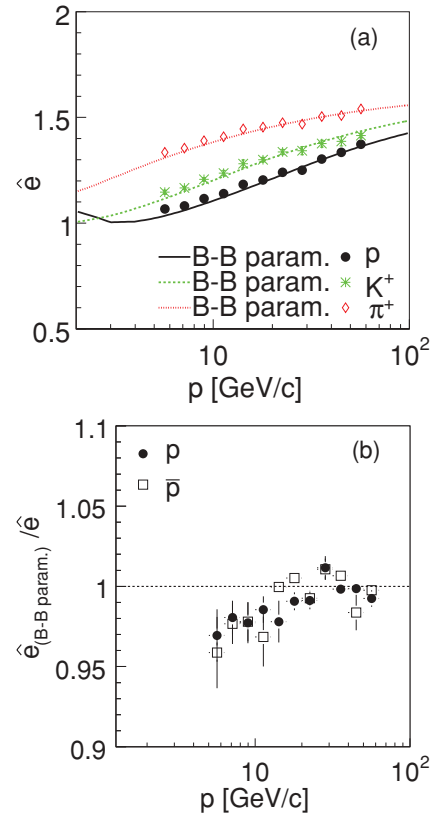 (a)
2
1.5
1
0.5
ê
B-B param. p
B-B param. K⁺
B-B param. π⁺
10 10²
p [GeV/c]
(b)
1.1
1.05
1
0.95
0.9
ê(B-B param.) /ê
p
p̄
10 10²
p [GeV/c]